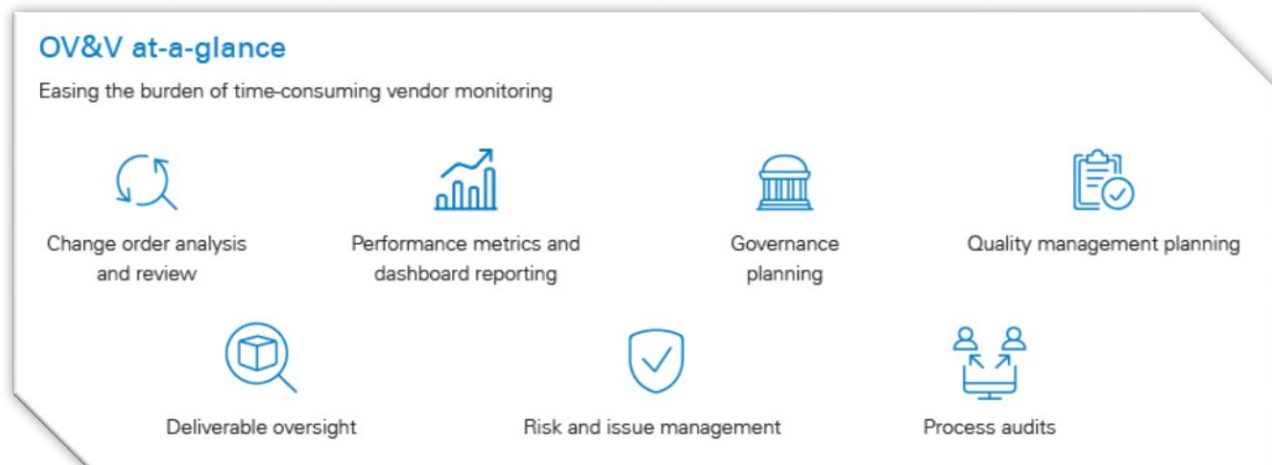 OV&V at-a-glance
Easing the burden of time-consuming vendor monitoring
Change order analysis
and review
Performance metrics and
dashboard reporting
Governance
planning
Quality management planning
Deliverable oversight
Risk and issue management
Process audits